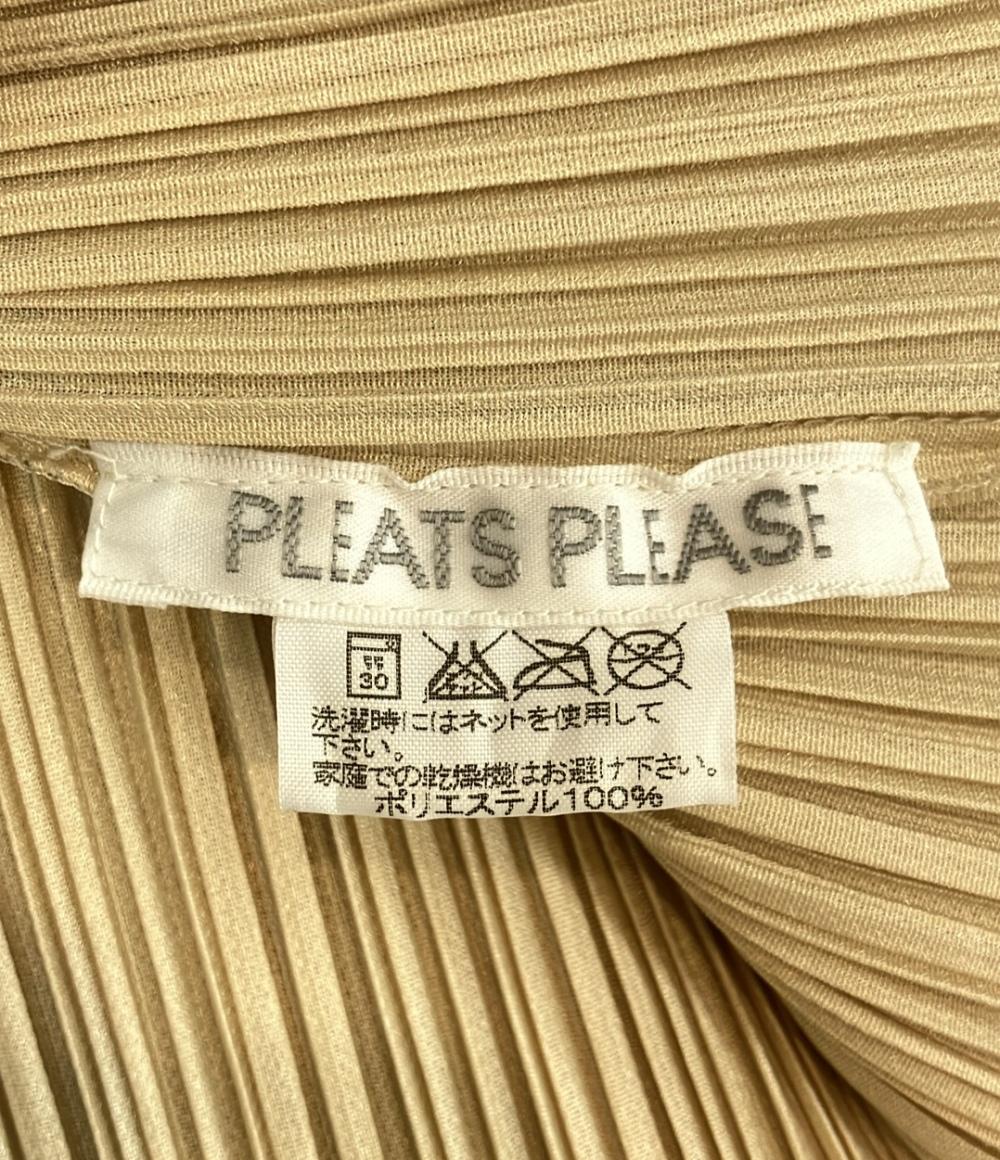 PLEATS PLEASE
30
洗濯時にはネットを使用して
下さい。
家庭での乾燥機はお避け下さい。
ポリエステル100%